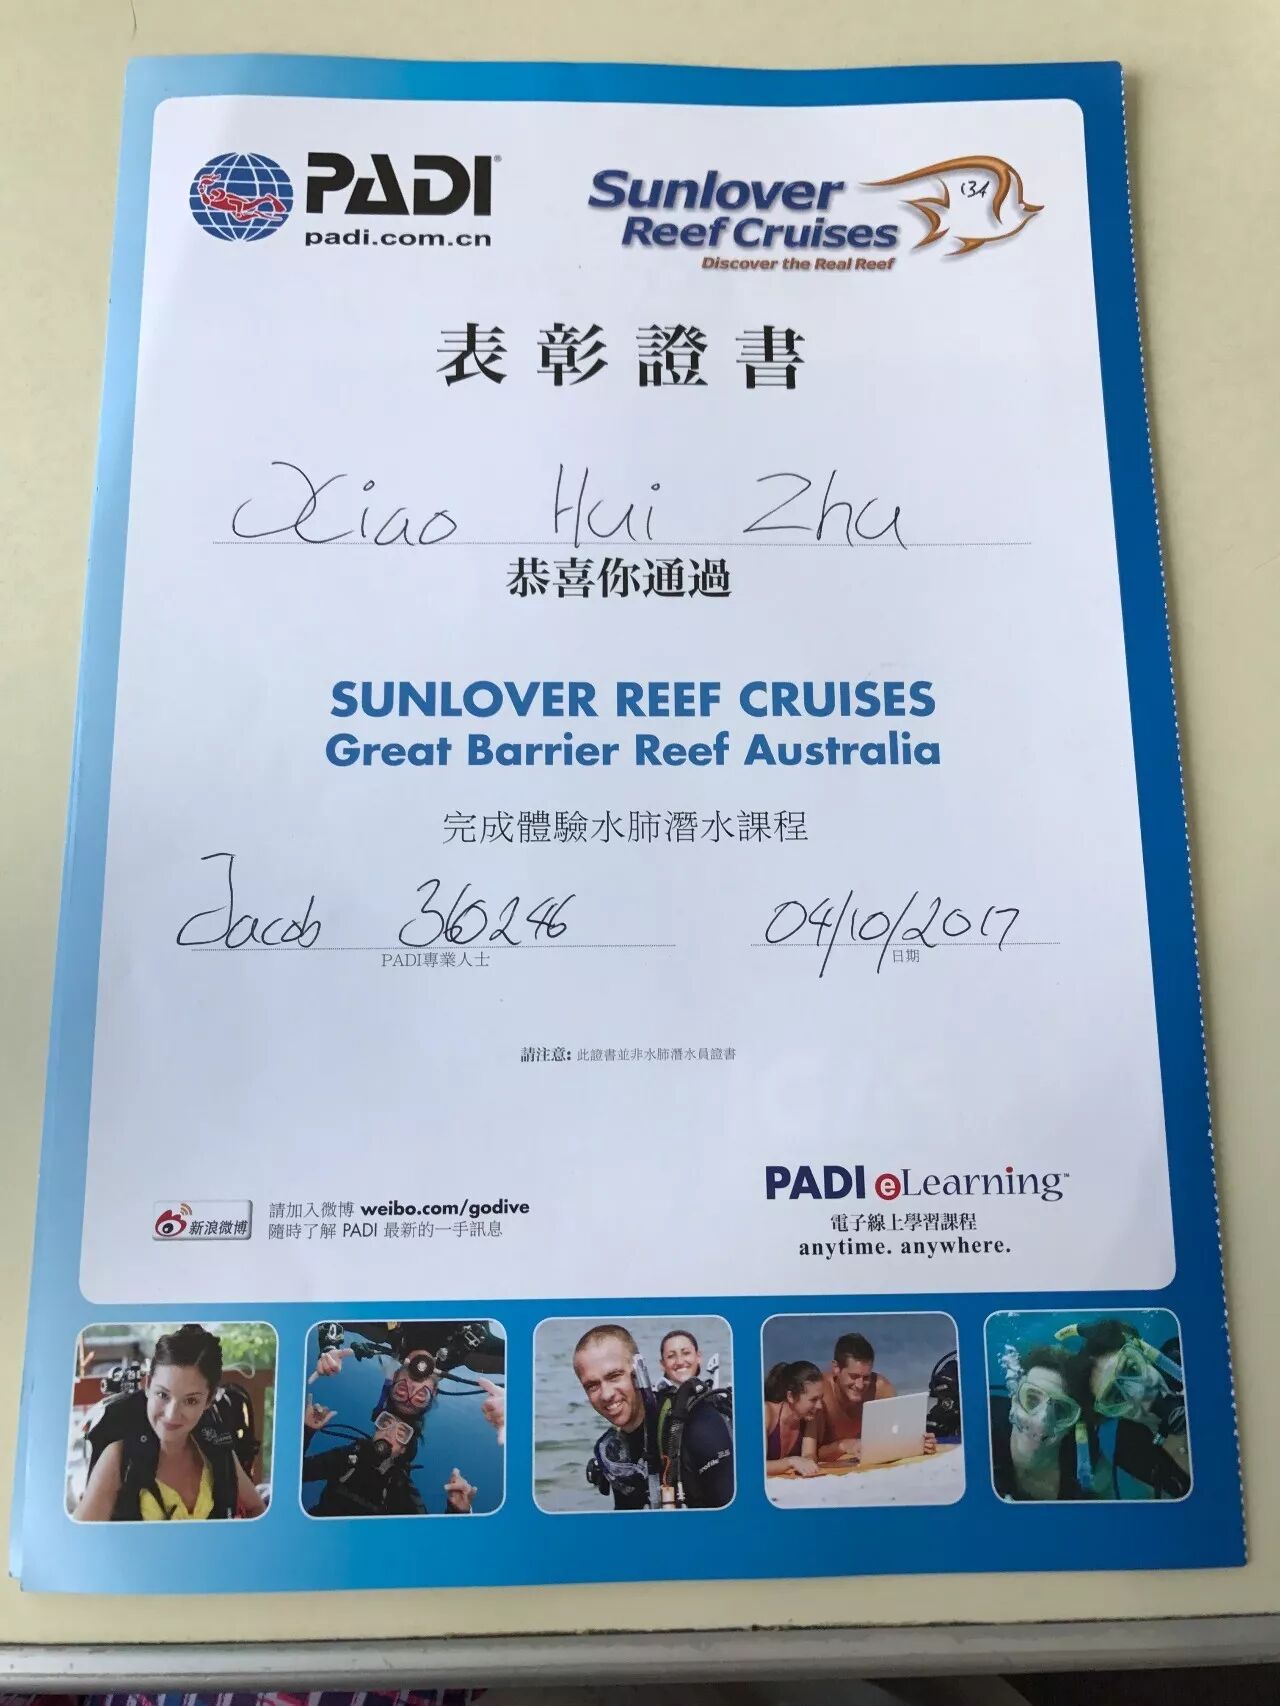 PADI®
padi.com.cn
Sunlover
Reef Cruises
Discover the Real Reef
134
表彰證書
Xiao Hui Zhu
恭喜你通過
SUNLOVER REEF CRUISES
Great Barrier Reef Australia
完成體驗水肺潛水課程
Jacob 360246 04/10/2017
PADI專業人士 日期
請注意: 此證書並非水肺潛水員證書
新浪微博
請加入微博 weibo.com/godive
隨時了解 PADI 最新的一手訊息
PADI eLearning™
電子線上學習課程
anytime. anywhere.